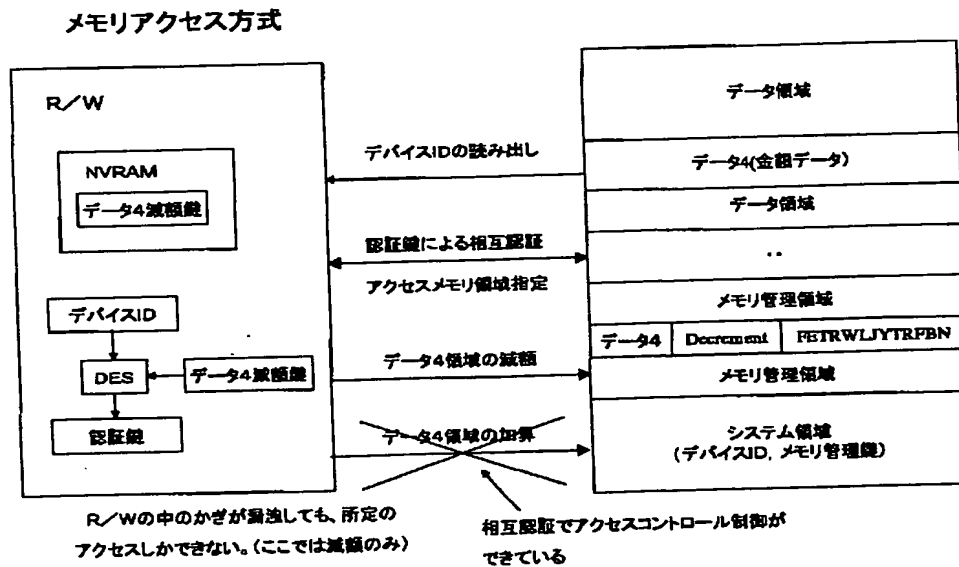 メモリアクセス方式
R/W
NVRAM
データ4減額鍵
デバイスID
DES
データ4減額鍵
認証鍵
デバイスIDの読み出し
認証鍵による相互認証
アクセスメモリ領域指定
データ4領域の減額
データ4領域の加算
データ領域
データ4(金額データ)
データ領域
‥
メモリ管理領域
データ4 Decrement
メモリ管理領域
システム領域
(デバイスID, メモリ管理鍵)
R/Wの中のかぎが漏洩しても、所定の
アクセスしかできない。(ここでは減額のみ)
相互認証でアクセスコントロール制御が
できている